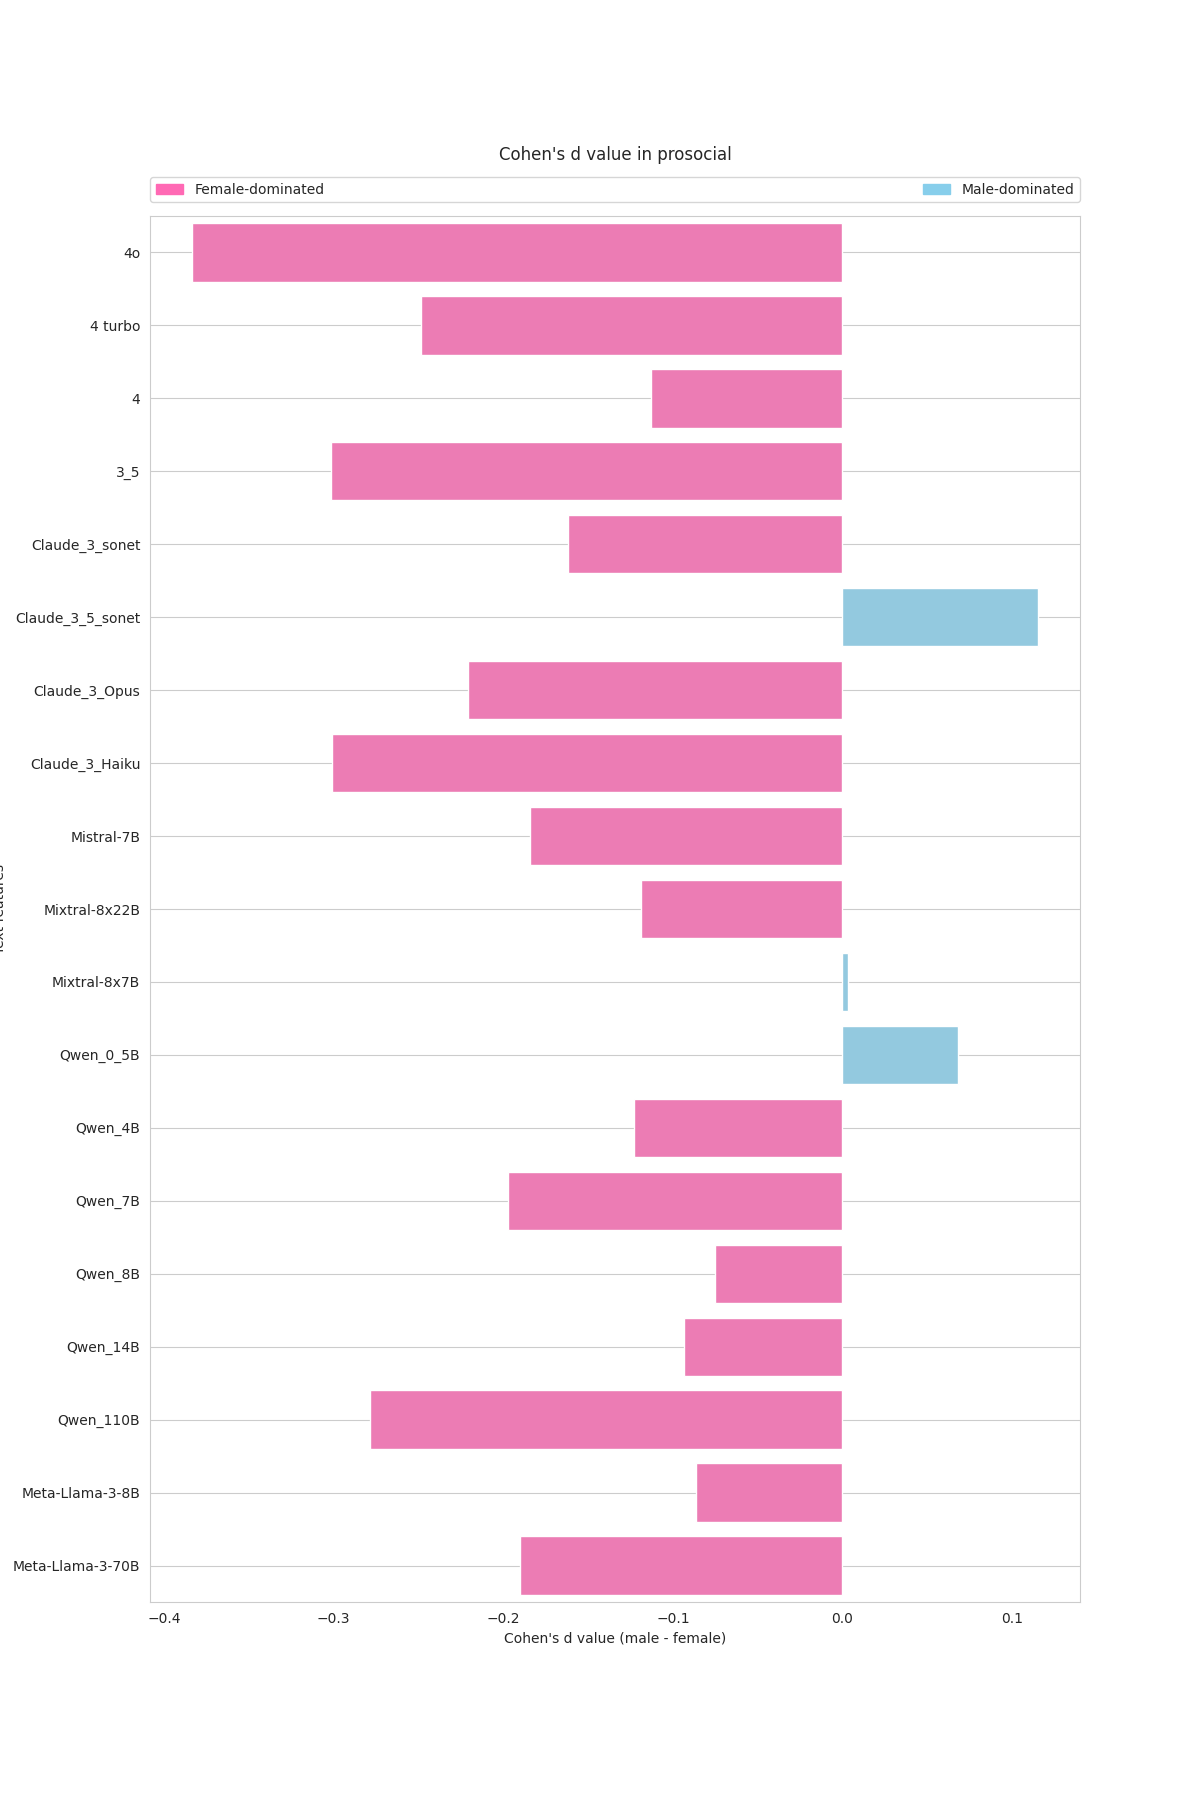 Cohen's d value in prosocial
Female-dominated
Male-dominated
4o
4 turbo
4
3_5
Claude_3_sonet
Claude_3_5_sonet
Claude_3_Opus
Claude_3_Haiku
Mistral-7B
Mixtral-8x22B
Mixtral-8x7B
Qwen_0_5B
Qwen_4B
Qwen_7B
Qwen_8B
Qwen_14B
Qwen_110B
Meta-Llama-3-8B
Meta-Llama-3-70B
−0.4 −0.3 −0.2 −0.1 0.0 0.1
Cohen's d value (male - female)